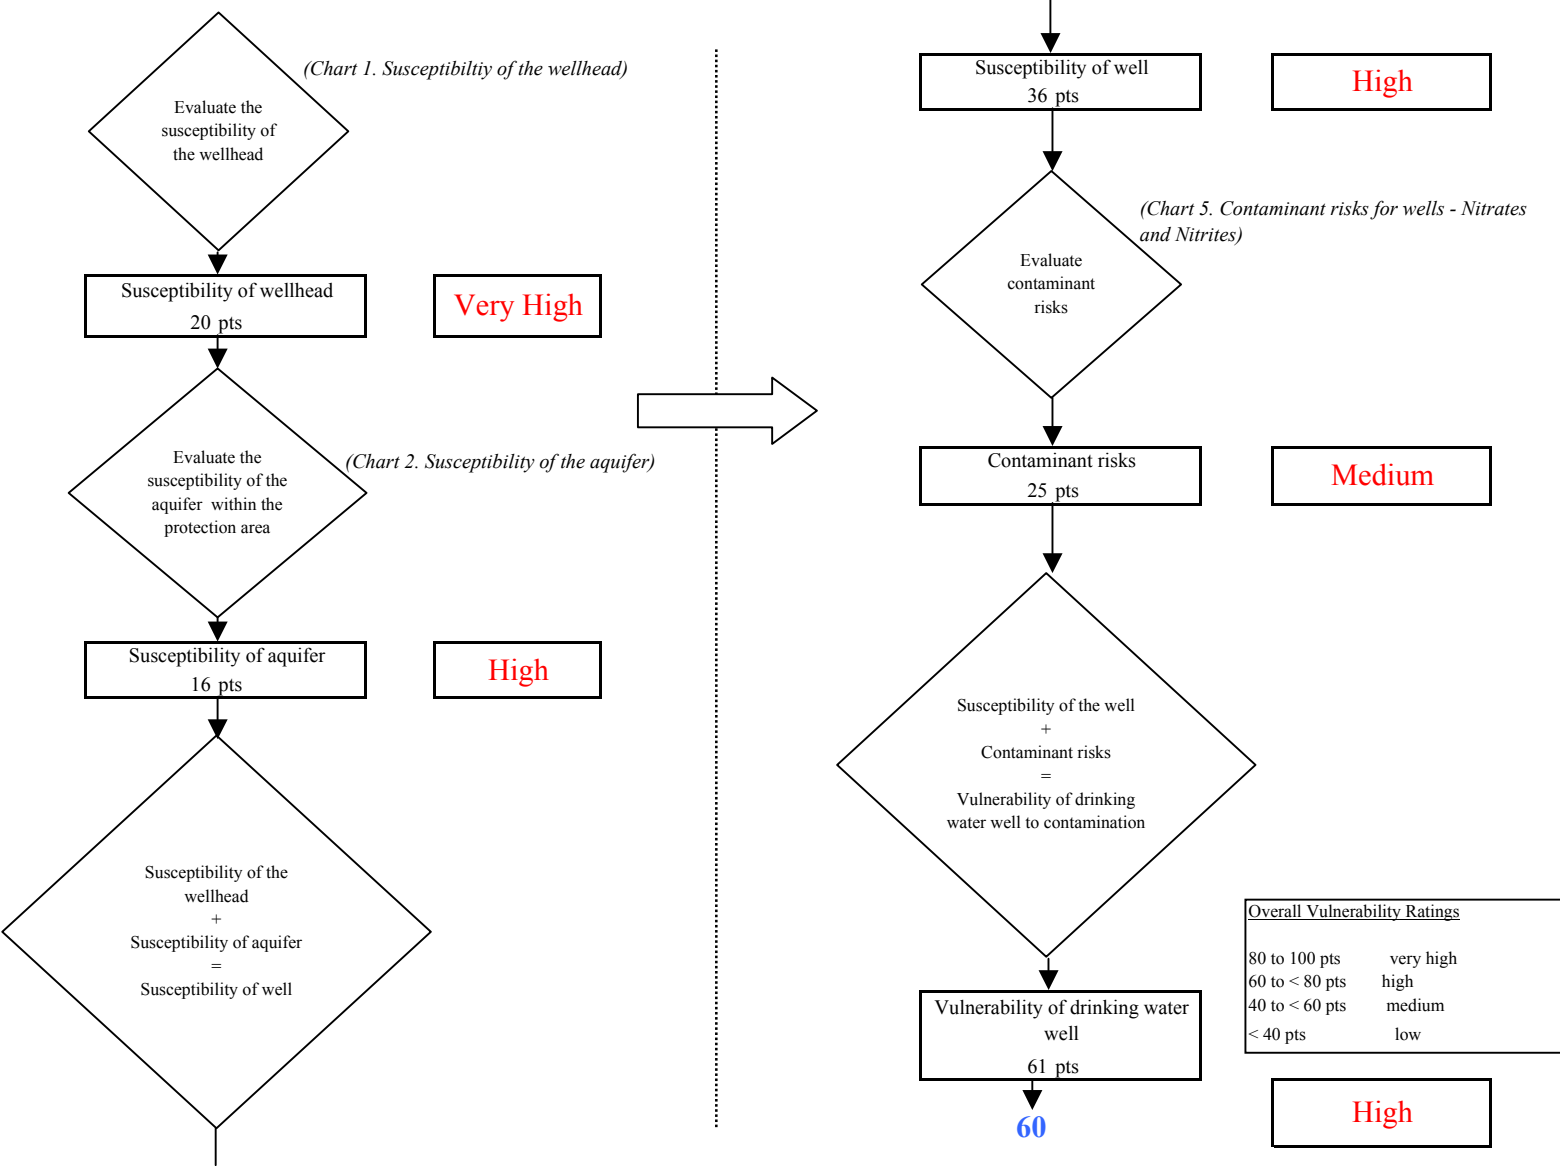 (Chart 1. Susceptibiltiy of the wellhead)
Evaluate the
susceptibility of
the wellhead
Susceptibility of wellhead
20 pts
Very High
Evaluate the
susceptibility of the
aquifer within the
protection area
(Chart 2. Susceptibility of the aquifer)
Susceptibility of aquifer
16 pts
High
Susceptibility of the
wellhead
+
Susceptibility of aquifer
=
Susceptibility of well
Susceptibility of well
36 pts
High
(Chart 5. Contaminant risks for wells - Nitrates
and Nitrites)
Evaluate
contaminant
risks
Contaminant risks
25 pts
Medium
Susceptibility of the well
+
Contaminant risks
=
Vulnerability of drinking
water well to contamination
Overall Vulnerability Ratings
80 to 100 pts very high
60 to < 80 pts high
40 to < 60 pts medium
< 40 pts low
Vulnerability of drinking water
well
61 pts
60
High